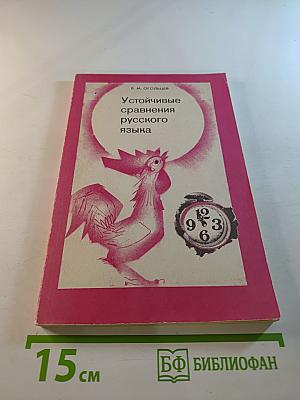 В. М. ОГОЛЬЦЕВ
Устойчивые
сравнения
русского
языка
12
9 3
6
15 см
БФ БИБЛИОФАН